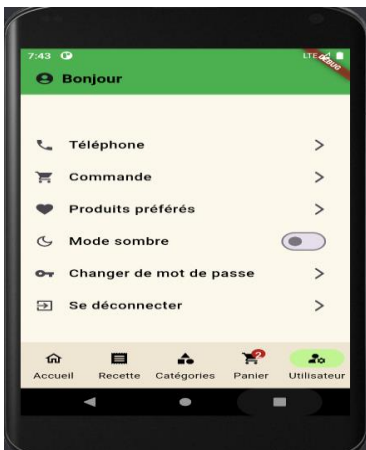 7:43 LTE
DEBUG
Bonjour
Téléphone
Commande
Produits préférés
Mode sombre
Changer de mot de passe
Se déconnecter
2
Accueil Recette Catégories Panier Utilisateur